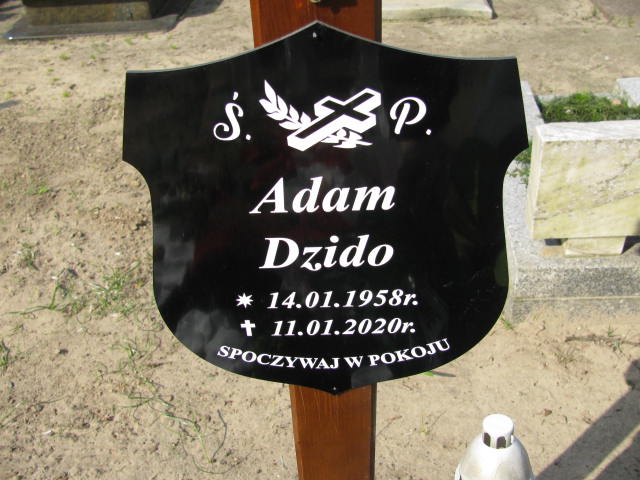 Ś. P.
Adam
Dzido
* 14.01.1958r.
✝ 11.01.2020r.
SPOCZYWAJ W POKOJU